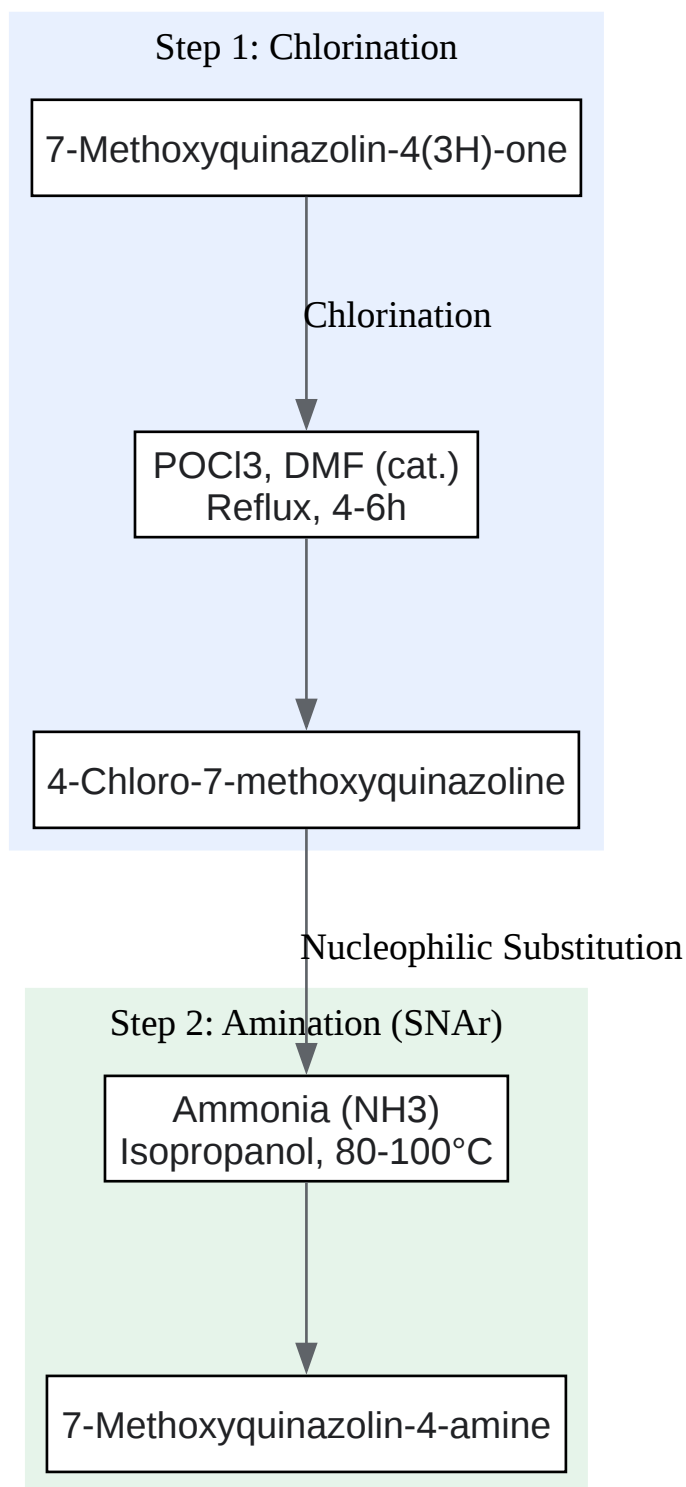 Step 1: Chlorination
7-Methoxyquinazolin-4(3H)-one
Chlorination
POCl3, DMF (cat.)
Reflux, 4-6h
4-Chloro-7-methoxyquinazoline
Nucleophilic Substitution
Step 2: Amination (SNAr)
Ammonia (NH3)
Isopropanol, 80-100°C
7-Methoxyquinazolin-4-amine